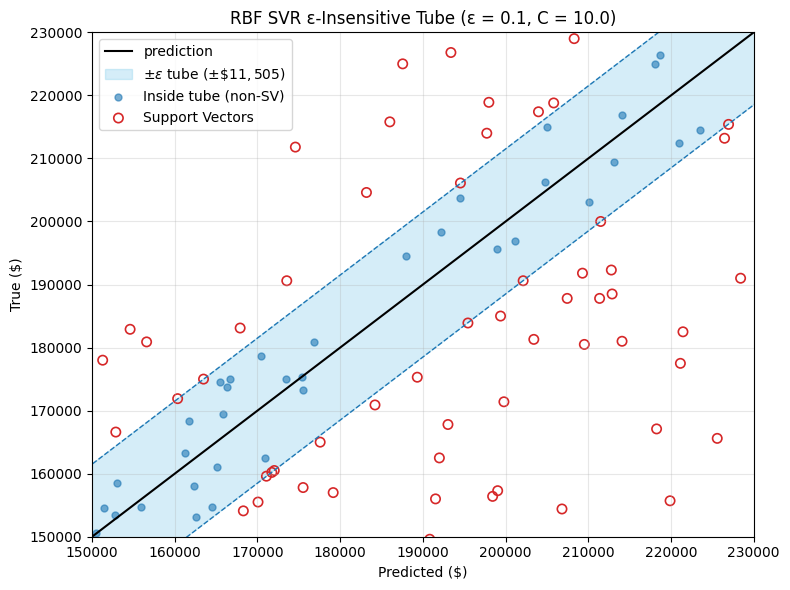 RBF SVR ε-Insensitive Tube (ε = 0.1, C = 10.0)
prediction
±ε tube (±$11,505)
Inside tube (non-SV)
Support Vectors
True ($)
230000
220000
210000
200000
190000
180000
170000
160000
150000
150000 160000 170000 180000 190000 200000 210000 220000 230000
Predicted ($)